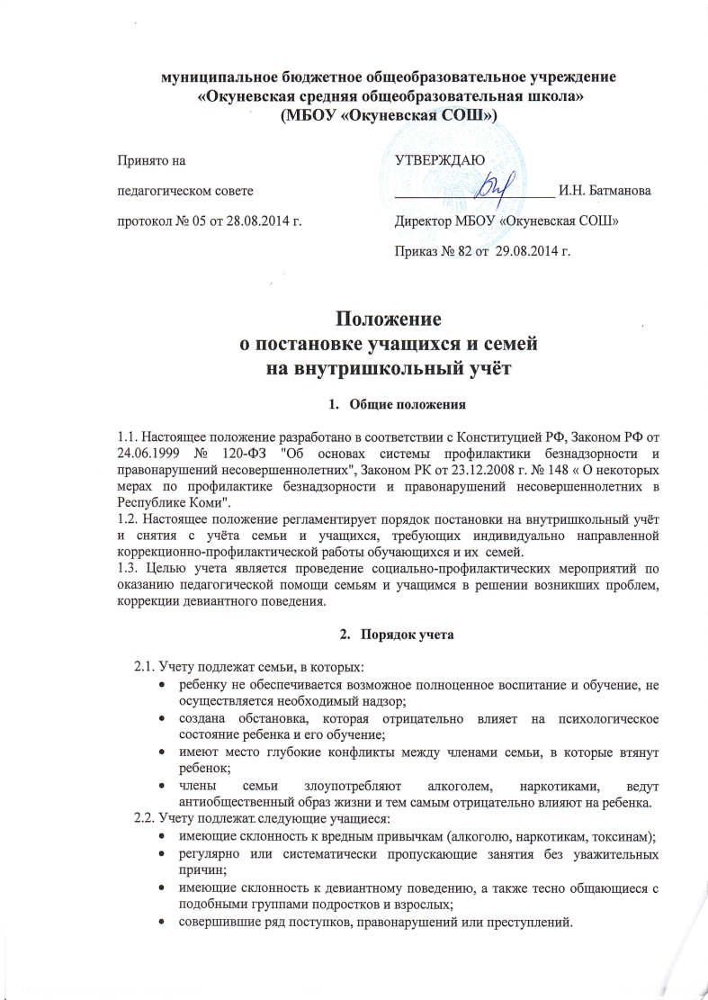 муниципальное бюджетное общеобразовательное учреждение
«Окуневская средняя общеобразовательная школа»
(МБОУ «Окуневская СОШ»)
Принято на
УТВЕРЖДАЮ
педагогическом совете
____________________ И.Н. Батманова
протокол № 05 от 28.08.2014 г.
Директор МБОУ «Окуневская СОШ»
Приказ № 82 от  29.08.2014 г.
Положение
о постановке учащихся и семей
на внутришкольный учёт
1.   Общие положения
1.1. Настоящее положение разработано в соответствии с Конституцией РФ, Законом РФ от
24.06.1999 № 120-ФЗ "Об основах системы профилактики безнадзорности и
правонарушений несовершеннолетних", Законом РК от 23.12.2008 г. № 148 « О некоторых
мерах по профилактике безнадзорности и правонарушений несовершеннолетних в
Республике Коми".
1.2. Настоящее положение регламентирует порядок постановки на внутришкольный учёт
и снятия с учёта семьи и учащихся, требующих индивидуально направленной
коррекционно-профилактической работы обучающихся и их  семей.
1.3. Целью учета является проведение социально-профилактических мероприятий по
оказанию педагогической помощи семьям и учащимся в решении возникших проблем,
коррекции девиантного поведения.
2.   Порядок учета
2.1. Учету подлежат семьи, в которых:
• ребенку не обеспечивается возможное полноценное воспитание и обучение, не
осуществляется необходимый надзор;
• создана обстановка, которая отрицательно влияет на психологическое
состояние ребенка и его обучение;
• имеют место глубокие конфликты между членами семьи, в которые втянут
ребенок;
• члены семьи злоупотребляют алкоголем, наркотиками, ведут
антиобщественный образ жизни и тем самым отрицательно влияют на ребенка.
2.2. Учету подлежат следующие учащиеся:
• имеющие склонность к вредным привычкам (алкоголю, наркотикам, токсинам);
• регулярно или систематически пропускающие занятия без уважительных
причин;
• имеющие склонность к девиантному поведению, а также тесно общающиеся с
подобными группами подростков и взрослых;
• совершившие ряд поступков, правонарушений или преступлений.